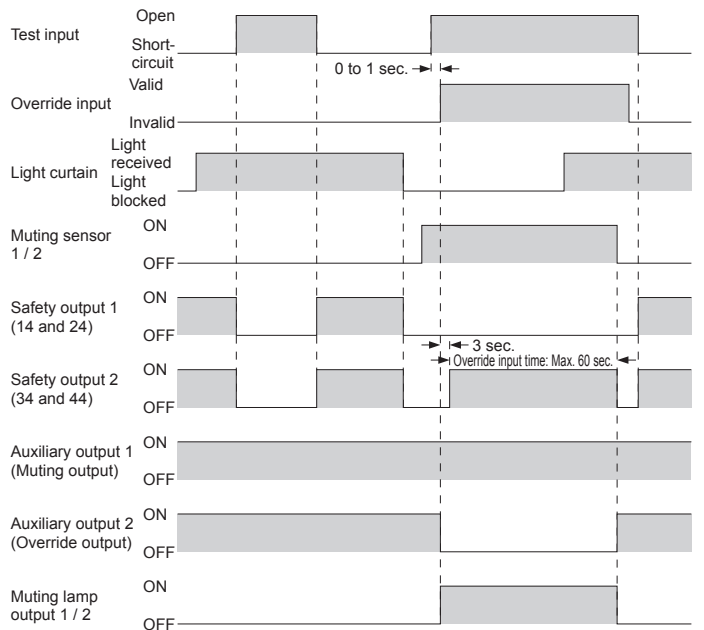 Test input
Open
Short-
circuit
0 to 1 sec.
Override input
Valid
Invalid
Light curtain
Light
received
Light
blocked
Muting sensor
1 / 2
ON
OFF
Safety output 1
(14 and 24)
ON
OFF
3 sec.
Override input time: Max. 60 sec.
Safety output 2
(34 and 44)
ON
OFF
Auxiliary output 1
(Muting output)
ON
OFF
Auxiliary output 2
(Override output)
ON
OFF
Muting lamp
output 1 / 2
ON
OFF